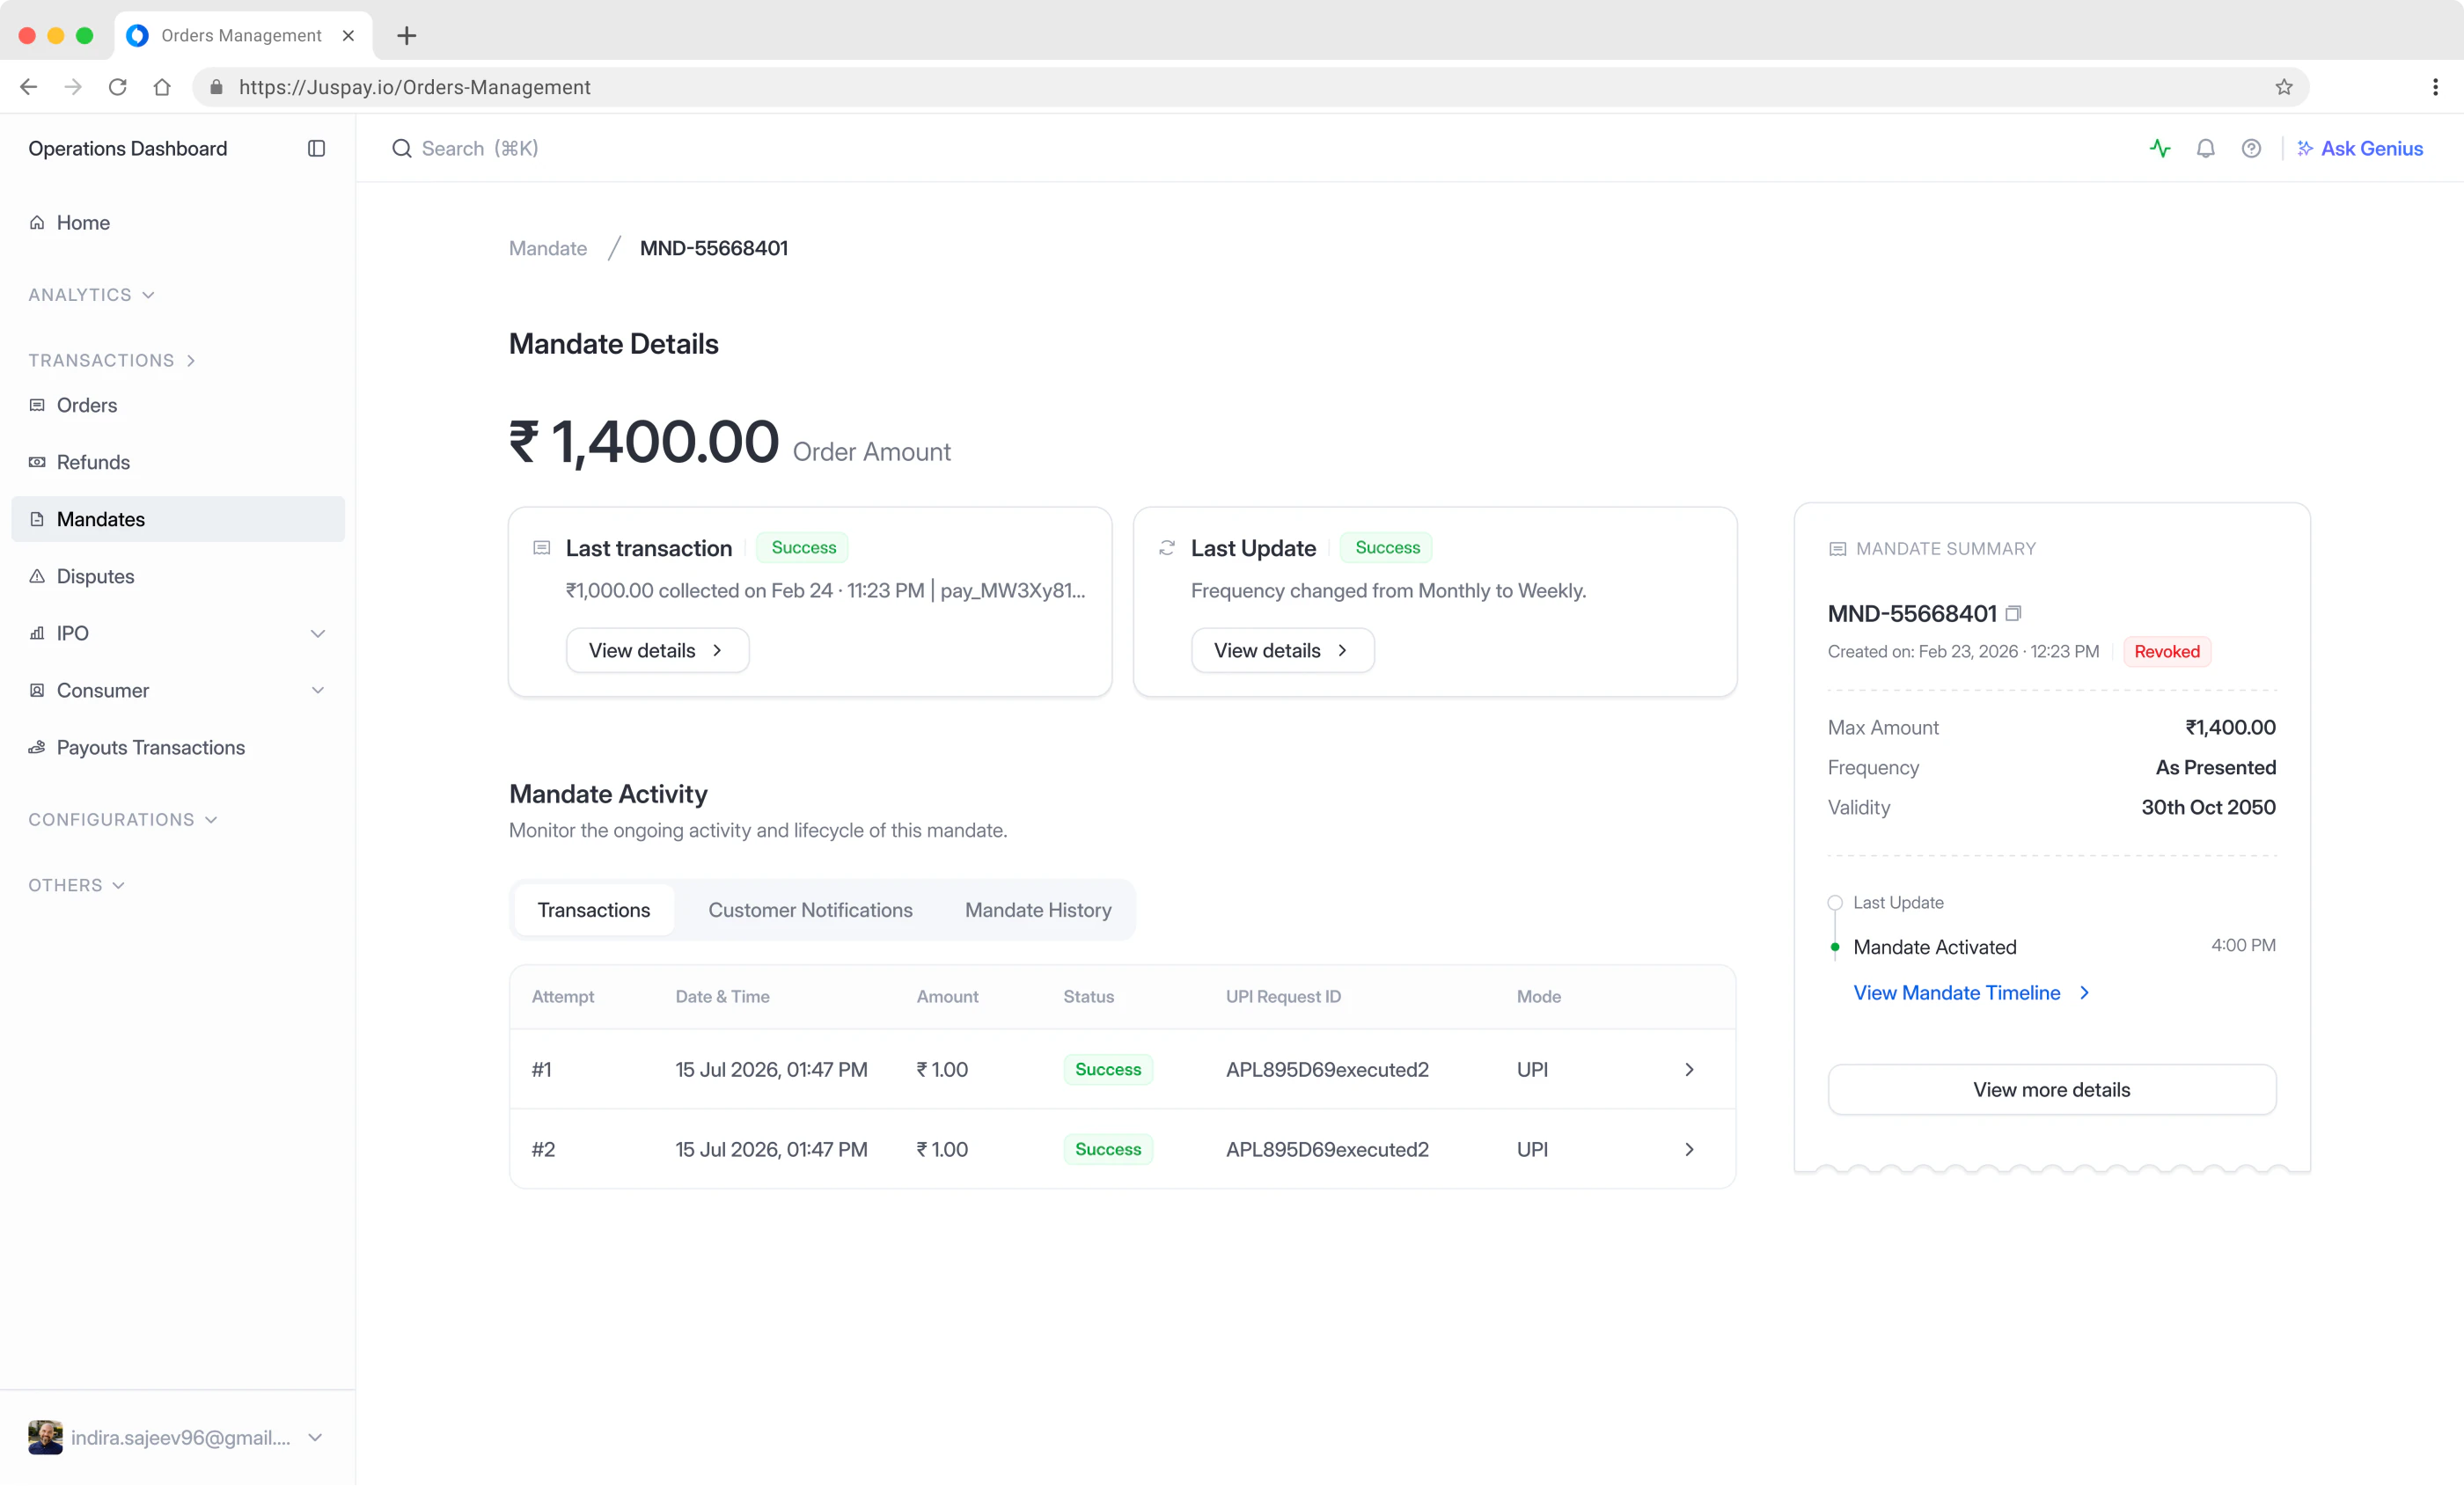 Orders Management
https://Juspay.io/Orders-Management
Operations Dashboard
Search (⌘K)
Ask Genius
Home
ANALYTICS
TRANSACTIONS
Orders
Refunds
Mandates
Disputes
IPO
Consumer
Payouts Transactions
CONFIGURATIONS
OTHERS
indira.sajeev96@gmail....
Mandate / MND-55668401
Mandate Details
₹ 1,400.00 Order Amount
Last transaction Success
₹1,000.00 collected on Feb 24 · 11:23 PM | pay_MW3Xy81...
View details
Last Update Success
Frequency changed from Monthly to Weekly.
View details
Mandate Activity
Monitor the ongoing activity and lifecycle of this mandate.
Transactions Customer Notifications Mandate History
Attempt Date & Time Amount Status UPI Request ID Mode
#1 15 Jul 2026, 01:47 PM ₹ 1.00 Success APL895D69executed2 UPI
#2 15 Jul 2026, 01:47 PM ₹ 1.00 Success APL895D69executed2 UPI
MANDATE SUMMARY
MND-55668401
Created on: Feb 23, 2026 · 12:23 PM Revoked
Max Amount ₹1,400.00
Frequency As Presented
Validity 30th Oct 2050
Last Update
Mandate Activated 4:00 PM
View Mandate Timeline
View more details